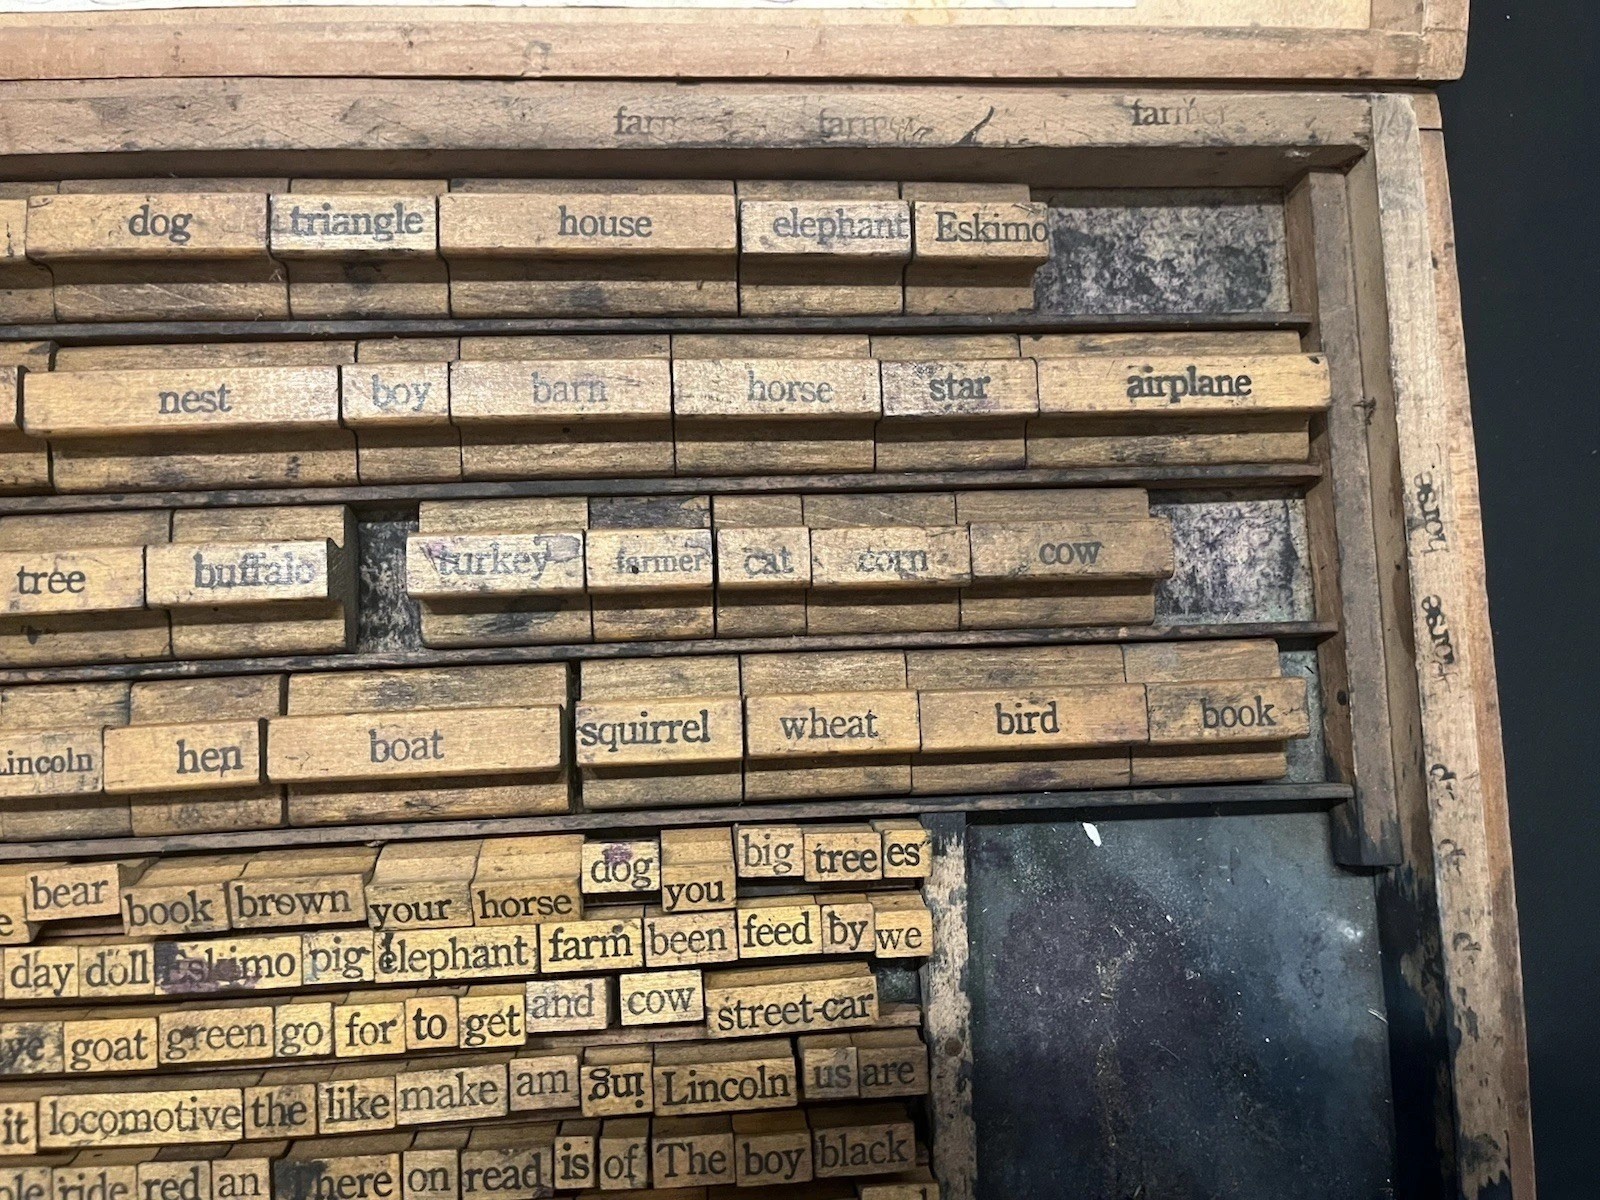 farmer
dog triangle house elephant Eskimo
nest boy barn horse star airplane
tree buffalo turkey farmer cat corn cow
Lincoln hen boat squirrel wheat bird book
bear book brown your horse dog you big tree es
day doll Eskimo pig elephant farm been feed by we
goat green go for to get and cow street-car
it locomotive the like make am ing Lincoln us are
ride red an There on read is of The boy black
horse
horse